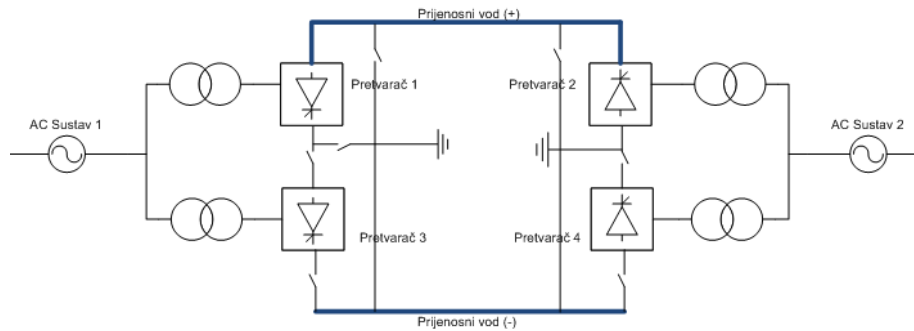 Prijenosni vod (+)
Pretvarač 1
Pretvarač 2
AC Sustav 1
AC Sustav 2
Pretvarač 3
Pretvarač 4
Prijenosni vod (-)